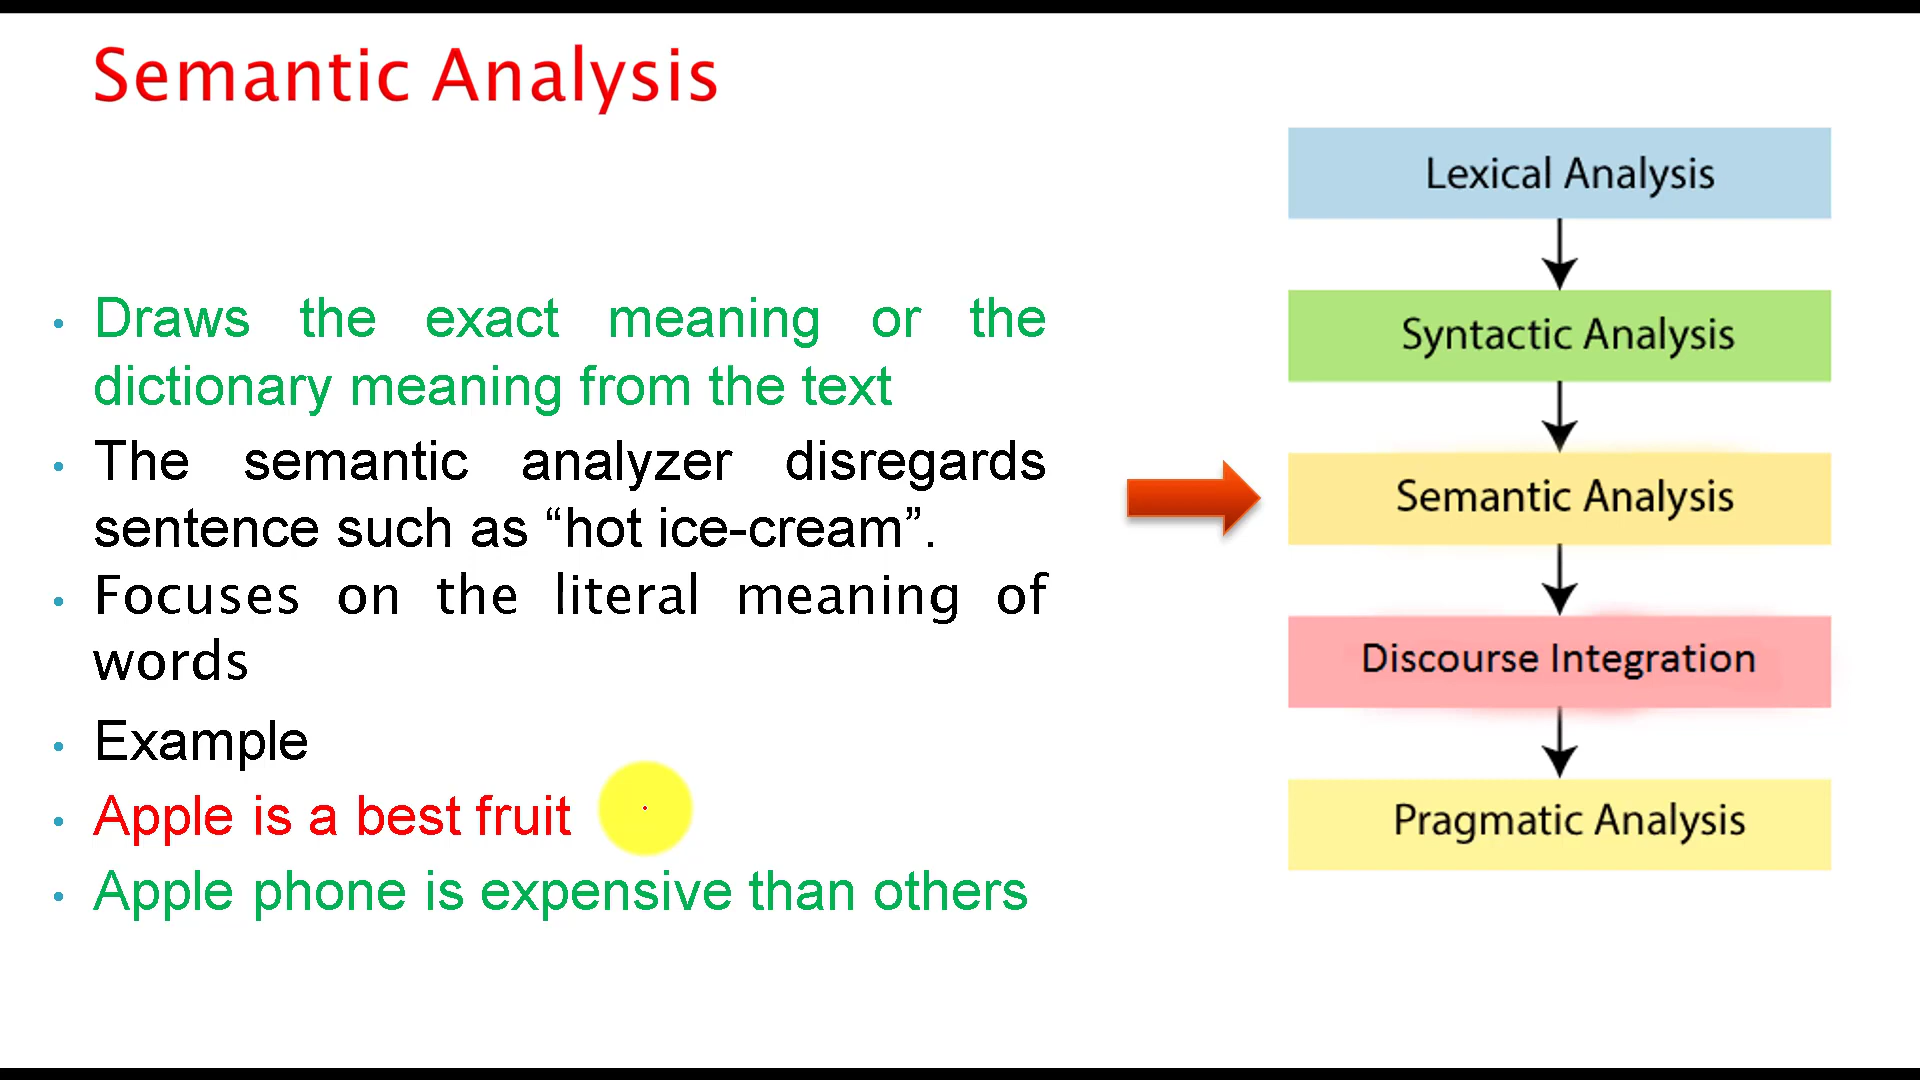 Semantic Analysis
• Draws the exact meaning or the
dictionary meaning from the text
• The semantic analyzer disregards
sentence such as “hot ice-cream”.
• Focuses on the literal meaning of
words
• Example
• Apple is a best fruit
• Apple phone is expensive than others
Lexical Analysis
Syntactic Analysis
Semantic Analysis
Discourse Integration
Pragmatic Analysis